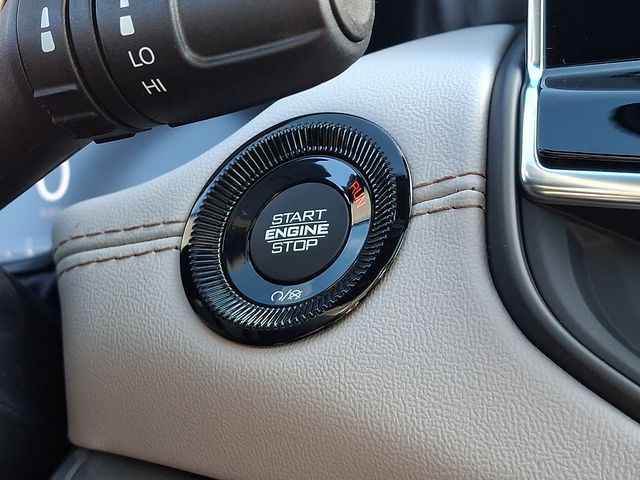 LO
HI
RUN
START
ENGINE
STOP